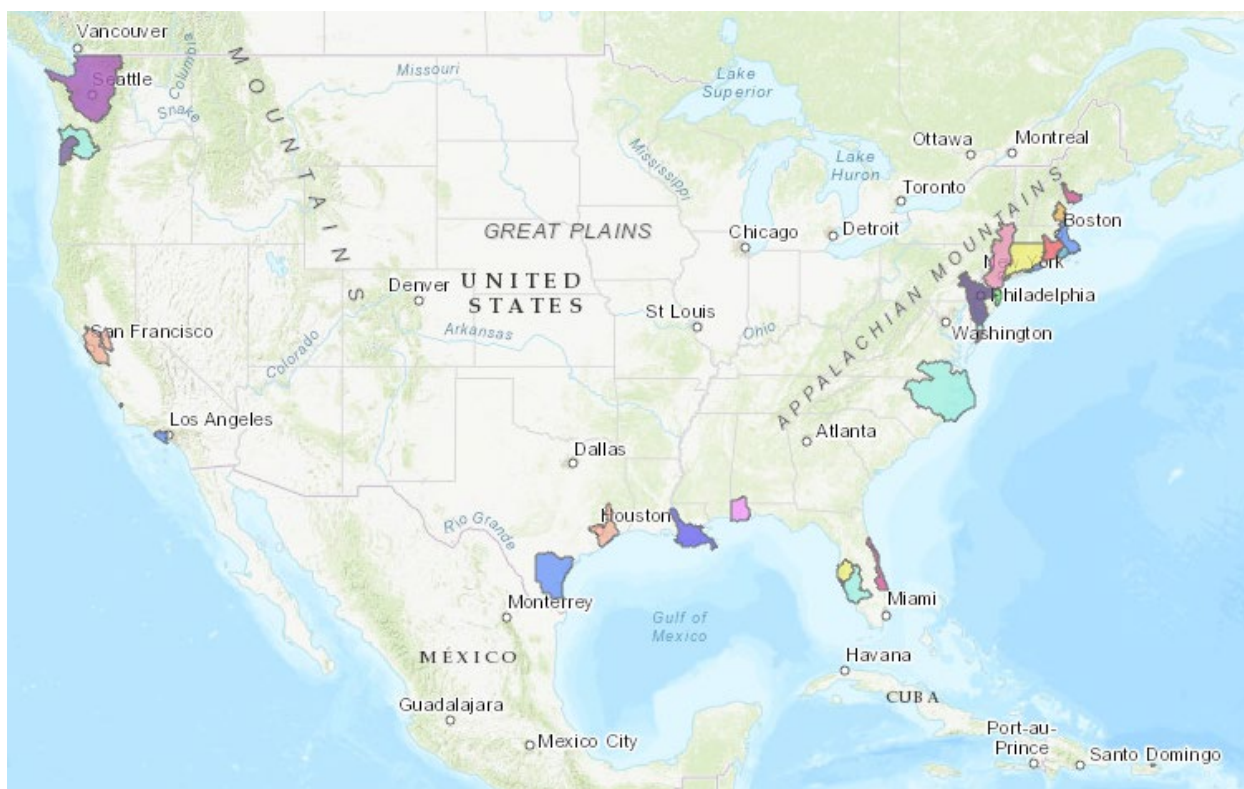 Vancouver
Seattle
Columbia
Snake
MOUNTAINS
Missouri
Lake
Superior
Mississippi
Ottawa
Montreal
Lake
Huron
Toronto
GREAT PLAINS
Chicago
Detroit
Boston
New York
APPALACHIAN MOUNTAINS
Denver
UNITED
STATES
St Louis
Ohio
Philadelphia
Washington
San Francisco
Colorado
Arkansas
Los Angeles
Atlanta
Dallas
Houston
Rio Grande
Monterrey
Gulf of
Mexico
Miami
MÉXICO
Havana
CUBA
Guadalajara
Mexico City
Port-au-
Prince
Santo Domingo